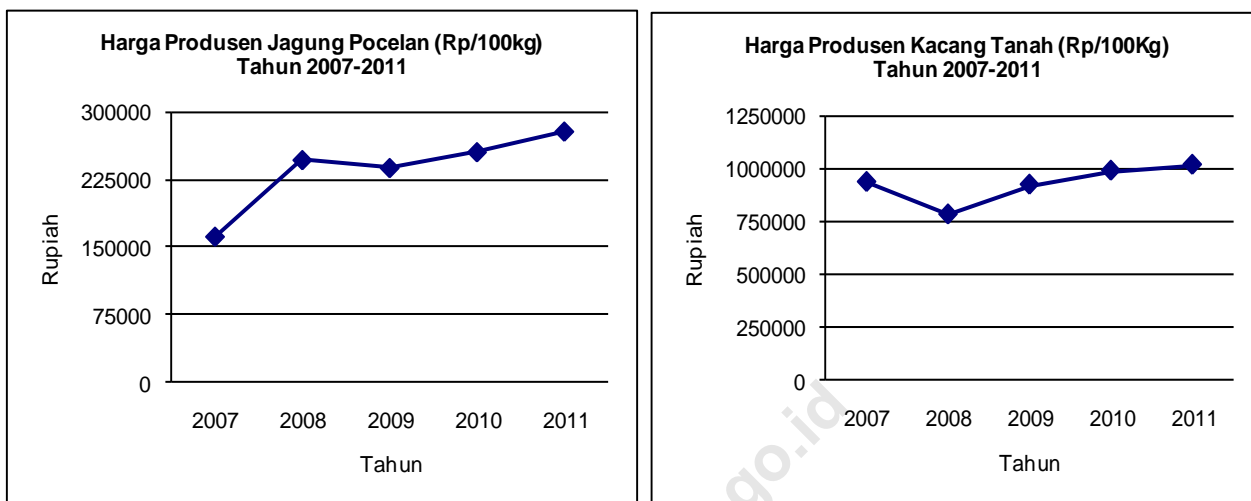 Harga Produsen Jagung Pocelan (Rp/100kg)
Tahun 2007-2011
300000
225000
150000
75000
0
Rupiah
2007 2008 2009 2010 2011
Tahun
Harga Produsen Kacang Tanah (Rp/100Kg)
Tahun 2007-2011
1250000
1000000
750000
500000
250000
0
Rupiah
2007 2008 2009 2010 2011
Tahun
go.id